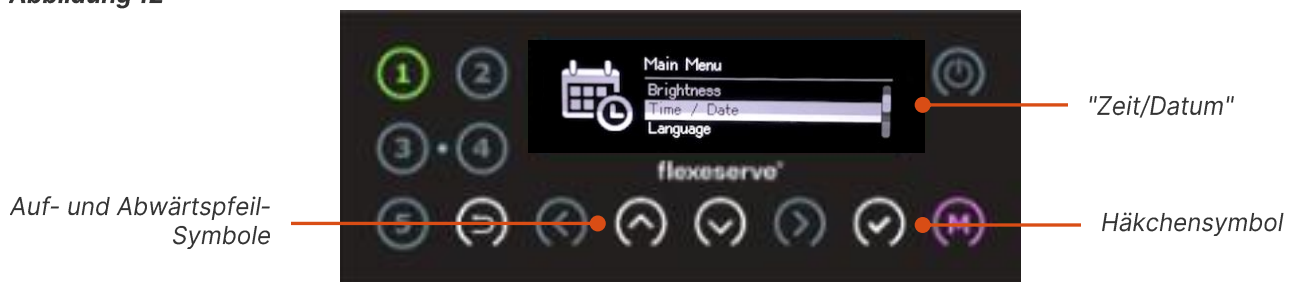 Abbildung 12
1 2
Main Menu
Brightness
Time / Date
Language
"Zeit/Datum"
3 4
flexeserve®
Auf- und Abwärtspfeil-
Symbole
5
M
Häkchensymbol